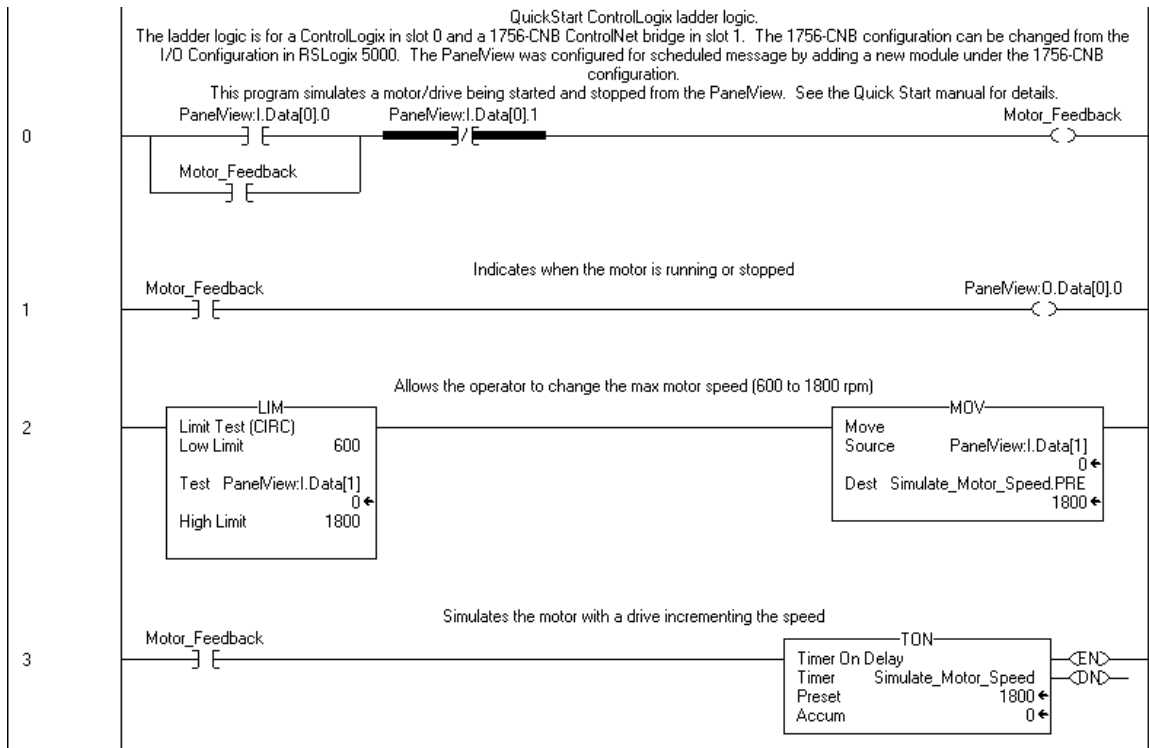 QuickStart ControlLogix ladder logic.
The ladder logic is for a ControlLogix in slot 0 and a 1756-CNB ControlNet bridge in slot 1. The 1756-CNB configuration can be changed from the
I/O Configuration in RSLogix 5000. The PanelView was configured for scheduled message by adding a new module under the 1756-CNB
configuration.
This program simulates a motor/drive being started and stopped from the PanelView. See the Quick Start manual for details.
PanelView:I.Data[0].0 PanelView:I.Data[0].1 Motor_Feedback
0
Motor_Feedback
Indicates when the motor is running or stopped
Motor_Feedback PanelView:O.Data[0].0
1
Allows the operator to change the max motor speed (600 to 1800 rpm)
LIM MOV
2 Limit Test (CIRC) Move
Low Limit 600 Source PanelView:I.Data[1]
0
Test PanelView:I.Data[1] Dest Simulate_Motor_Speed.PRE
0 1800
High Limit 1800
Simulates the motor with a drive incrementing the speed
Motor_Feedback TON
3 Timer On Delay EN
Timer Simulate_Motor_Speed DN
Preset 1800
Accum 0